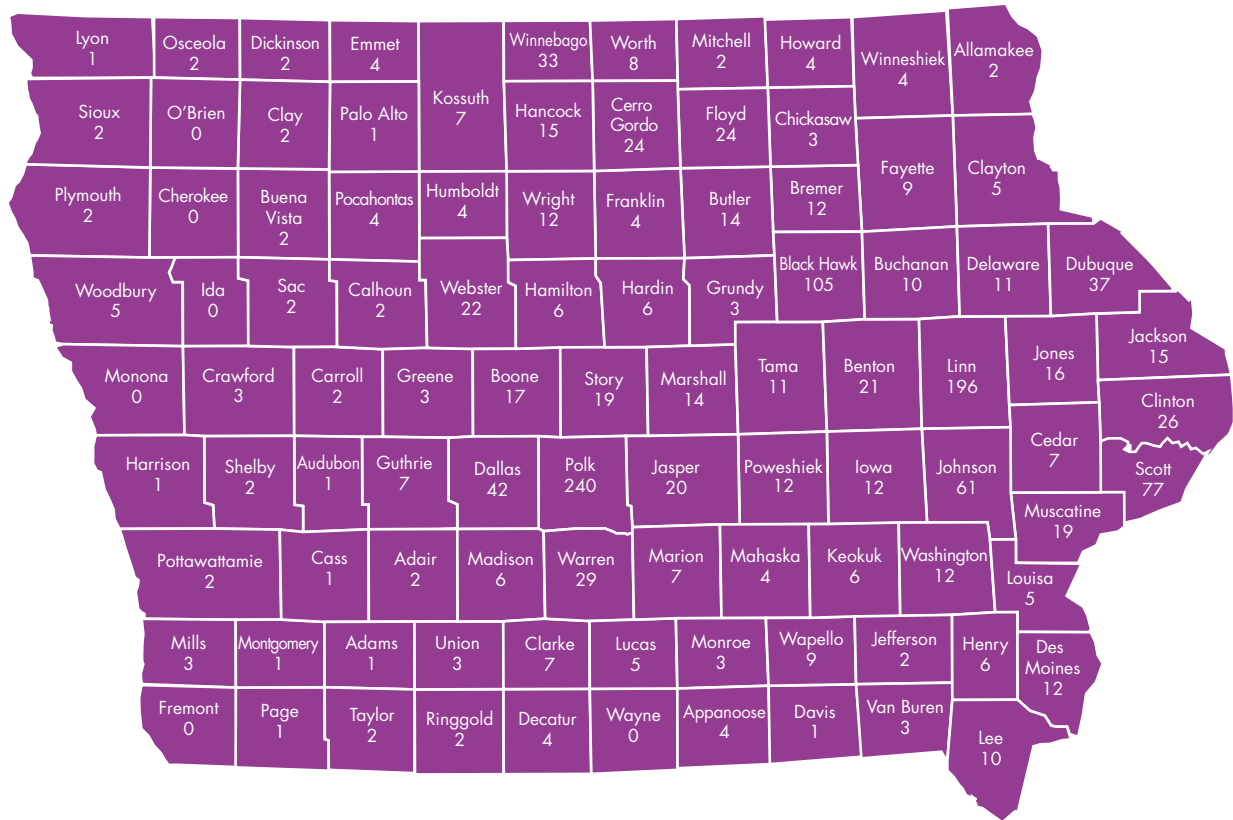 Lyon
1
Osceola
2
Dickinson
2
Emmet
4
Kossuth
7
Winnebago
33
Worth
8
Mitchell
2
Howard
4
Winneshiek
4
Allamakee
2
Sioux
2
O'Brien
0
Clay
2
Palo Alto
1
Hancock
15
Cerro
Gordo
24
Floyd
24
Chickasaw
3
Fayette
9
Clayton
5
Plymouth
2
Cherokee
0
Buena
Vista
2
Pocahontas
4
Humboldt
4
Wright
12
Franklin
4
Butler
14
Bremer
12
Woodbury
5
Ida
0
Sac
2
Calhoun
2
Webster
22
Hamilton
6
Hardin
6
Grundy
3
Black Hawk
105
Buchanan
10
Delaware
11
Dubuque
37
Monona
0
Crawford
3
Carroll
2
Greene
3
Boone
17
Story
19
Marshall
14
Tama
11
Benton
21
Linn
196
Jones
16
Jackson
15
Clinton
26
Harrison
1
Shelby
2
Audubon
1
Guthrie
7
Dallas
42
Polk
240
Jasper
20
Poweshiek
12
Iowa
12
Johnson
61
Cedar
7
Scott
77
Muscatine
19
Pottawattamie
2
Cass
1
Adair
2
Madison
6
Warren
29
Marion
7
Mahaska
4
Keokuk
6
Washington
12
Louisa
5
Mills
3
Montgomery
1
Adams
1
Union
3
Clarke
7
Lucas
5
Monroe
3
Wapello
9
Jefferson
2
Henry
6
Des
Moines
12
Fremont
0
Page
1
Taylor
2
Ringgold
2
Decatur
4
Wayne
0
Appanoose
4
Davis
1
Van Buren
3
Lee
10